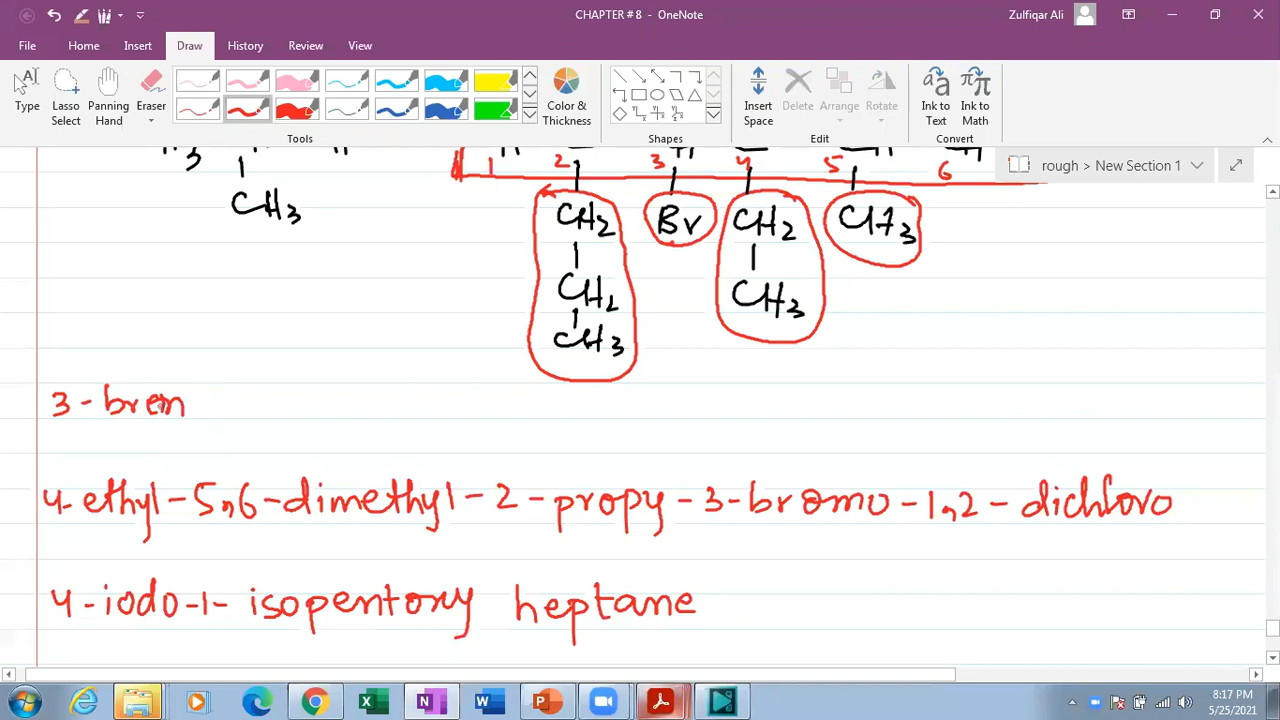 CHAPTER # 8 - OneNote
Zulfiqar Ali
File Home Insert Draw History Review View
Type Lasso Select Panning Hand Eraser Color & Thickness Insert Space Delete Arrange Rotate Ink to Text Ink to Math
Tools Shapes Edit Convert
rough > New Section 1
3 1 2 3 4 5 6
CH3 CH2 Br CH2 CH3
CH2 CH3
CH3
3 - brem
4-ethyl-5,6-dimethyl-2-propy-3-bromo-1,2-dichloro
4-iodo-1-isopentoxy heptane
8:17 PM
5/25/2021